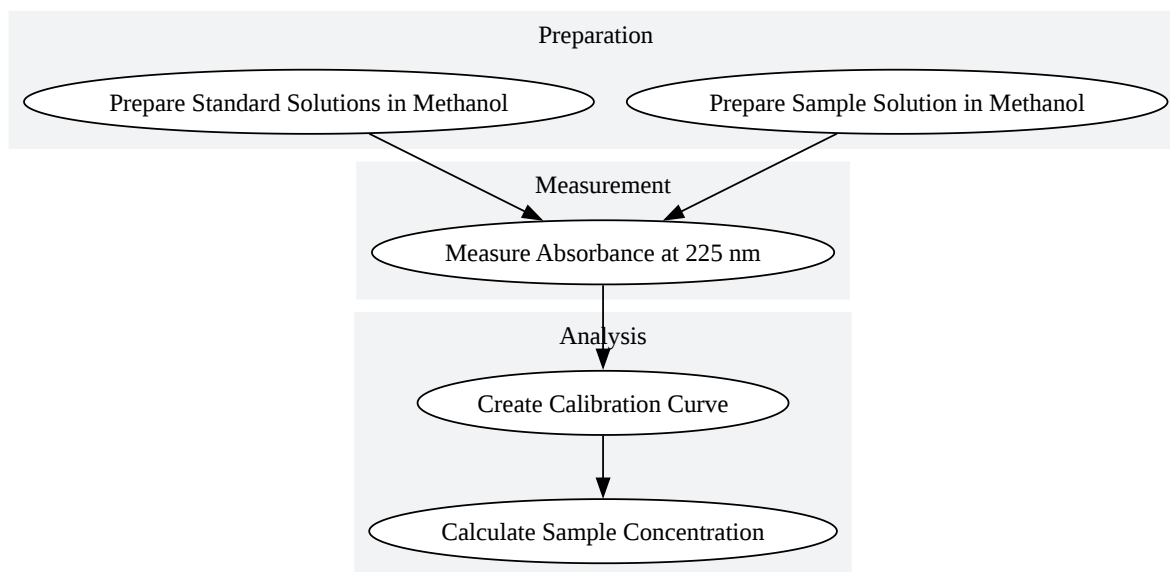 Preparation
Prepare Standard Solutions in Methanol
Prepare Sample Solution in Methanol
Measurement
Measure Absorbance at 225 nm
Analysis
Create Calibration Curve
Calculate Sample Concentration